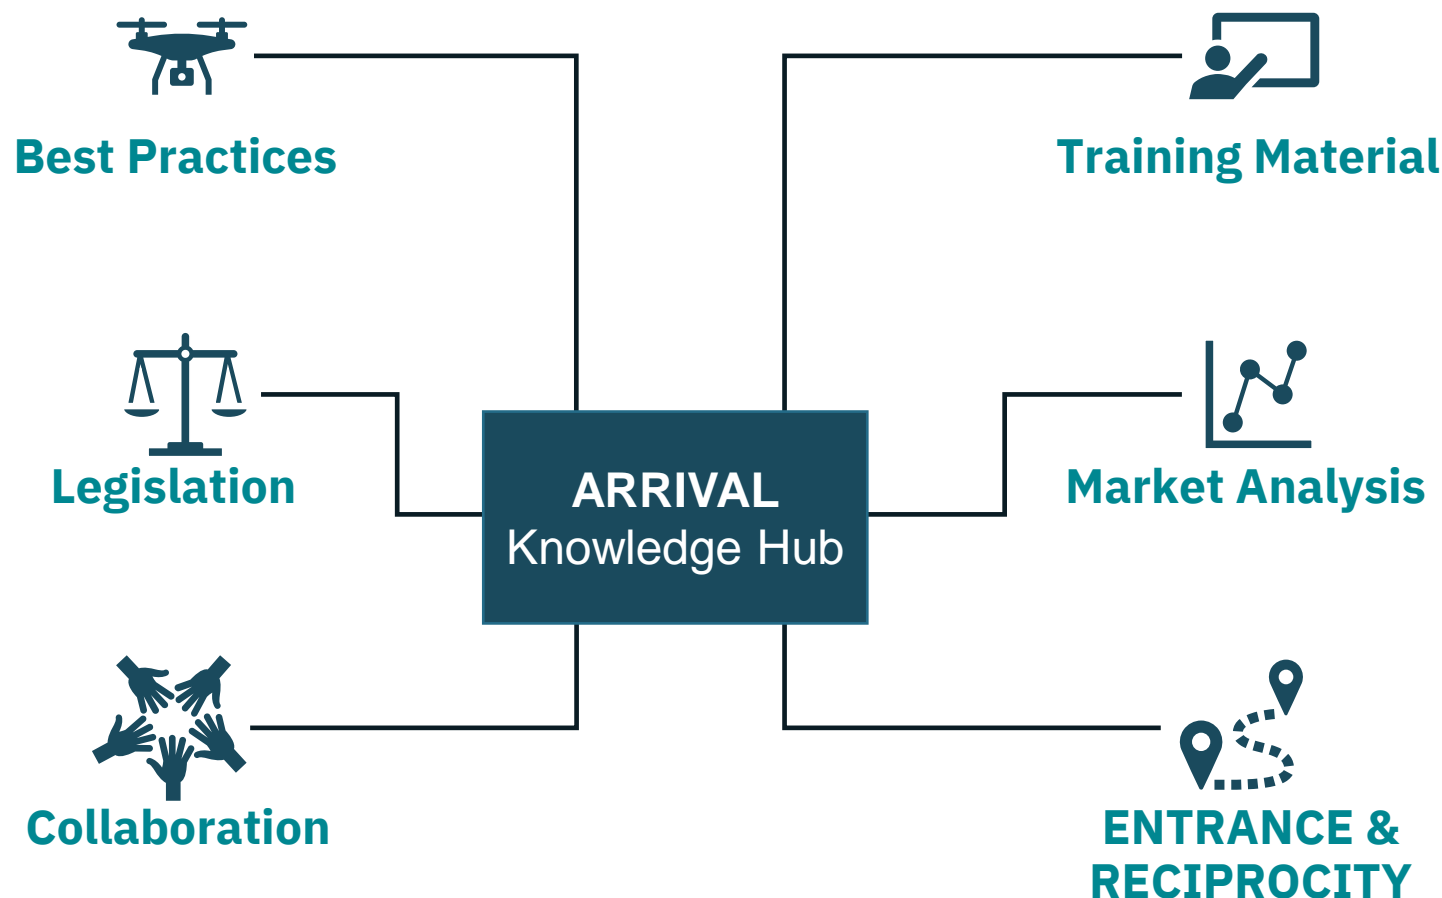 Best Practices
Training Material
Legislation
ARRIVAL
Knowledge Hub
Market Analysis
Collaboration
ENTRANCE &
RECIPROCITY